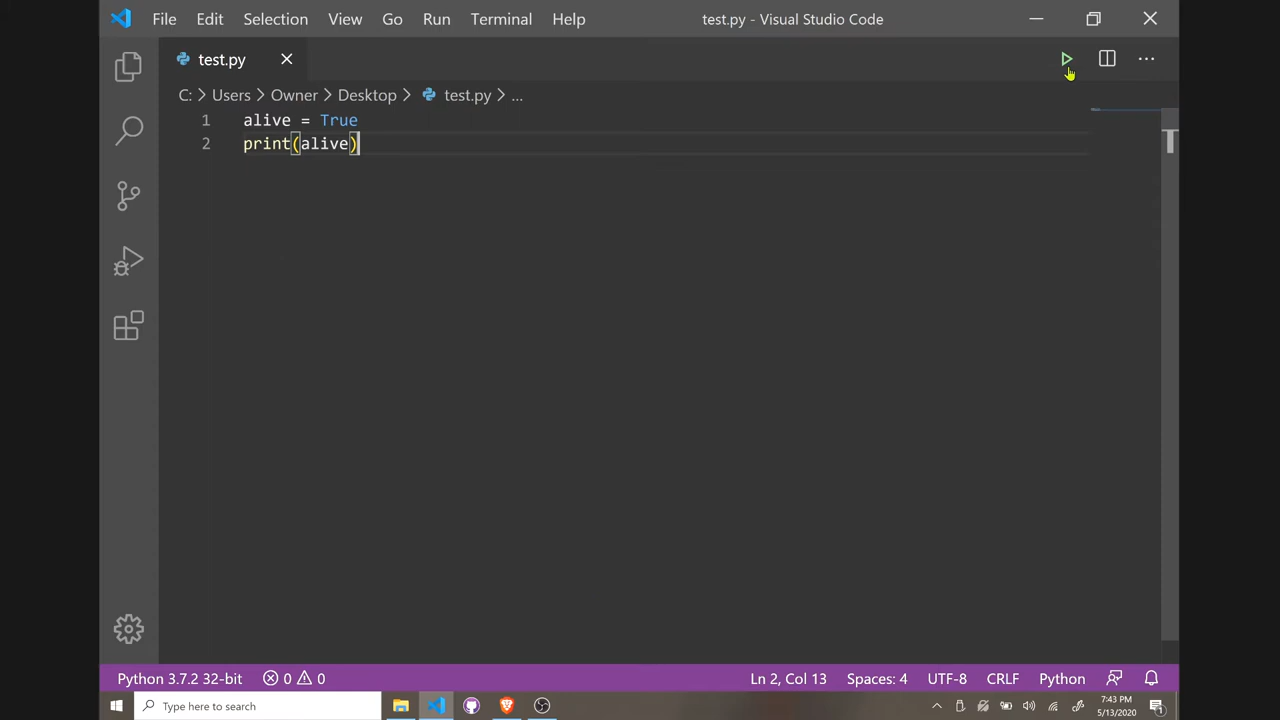 File Edit Selection View Go Run Terminal Help test.py - Visual Studio Code
test.py
C: Users Owner Desktop test.py ...
1 alive = True
2 print(alive)
Python 3.7.2 32-bit 0 0 Ln 2, Col 13 Spaces: 4 UTF-8 CRLF Python
Type here to search
7:43 PM
5/13/2020
1